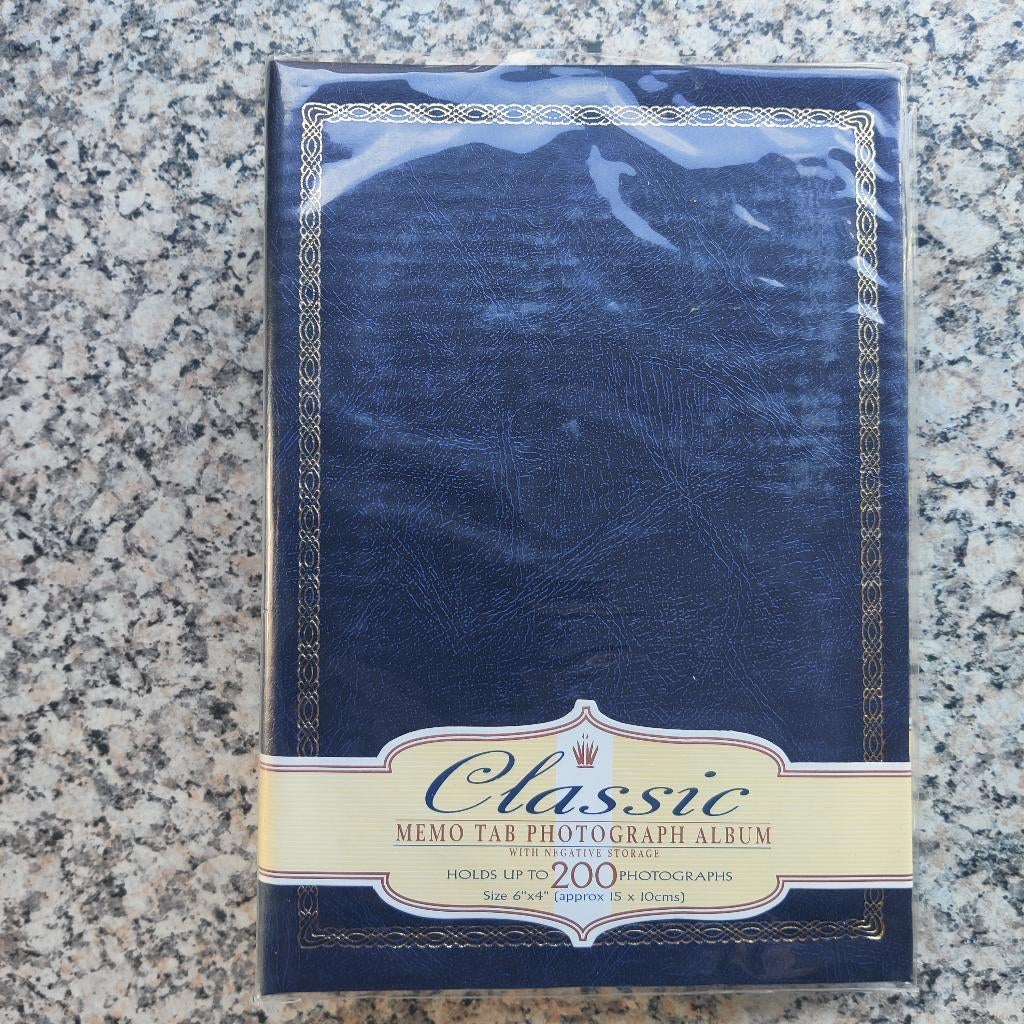 Classic
MEMO TAB PHOTOGRAPH ALBUM
WITH NEGATIVE STORAGE
HOLDS UP TO 200 PHOTOGRAPHS
Size 6"x4" (approx 15 x 10cms)